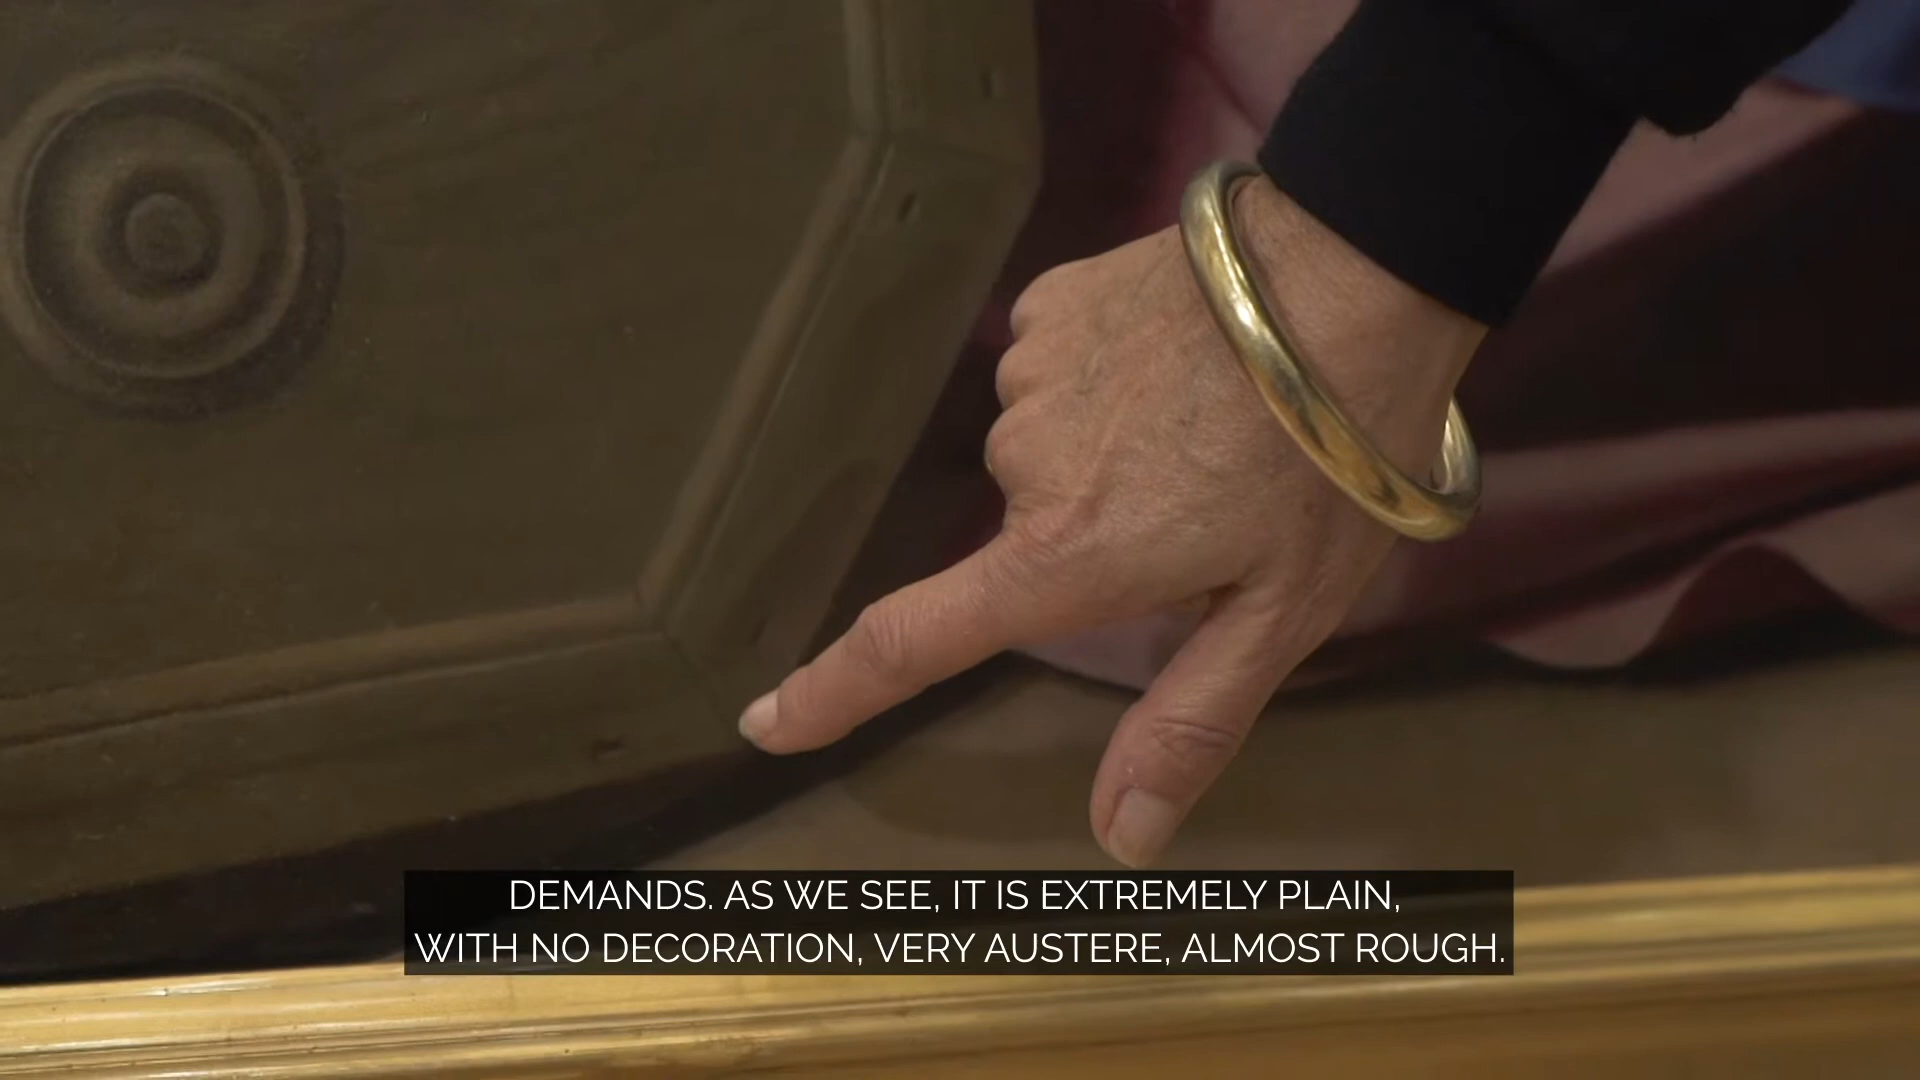 DEMANDS. AS WE SEE, IT IS EXTREMELY PLAIN,
WITH NO DECORATION, VERY AUSTERE, ALMOST ROUGH.